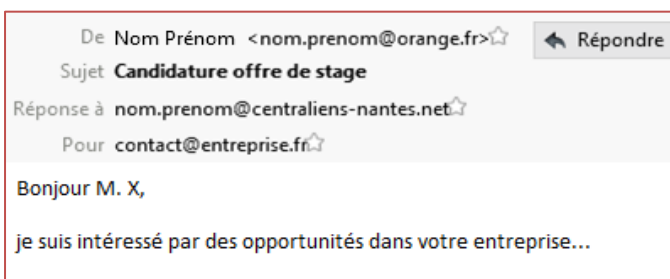 De Nom Prénom <nom.prenom@orange.fr> Répondre
Sujet Candidature offre de stage
Réponse à nom.prenom@centraliens-nantes.net
Pour contact@entreprise.fr
Bonjour M. X,
je suis intéressé par des opportunités dans votre entreprise...